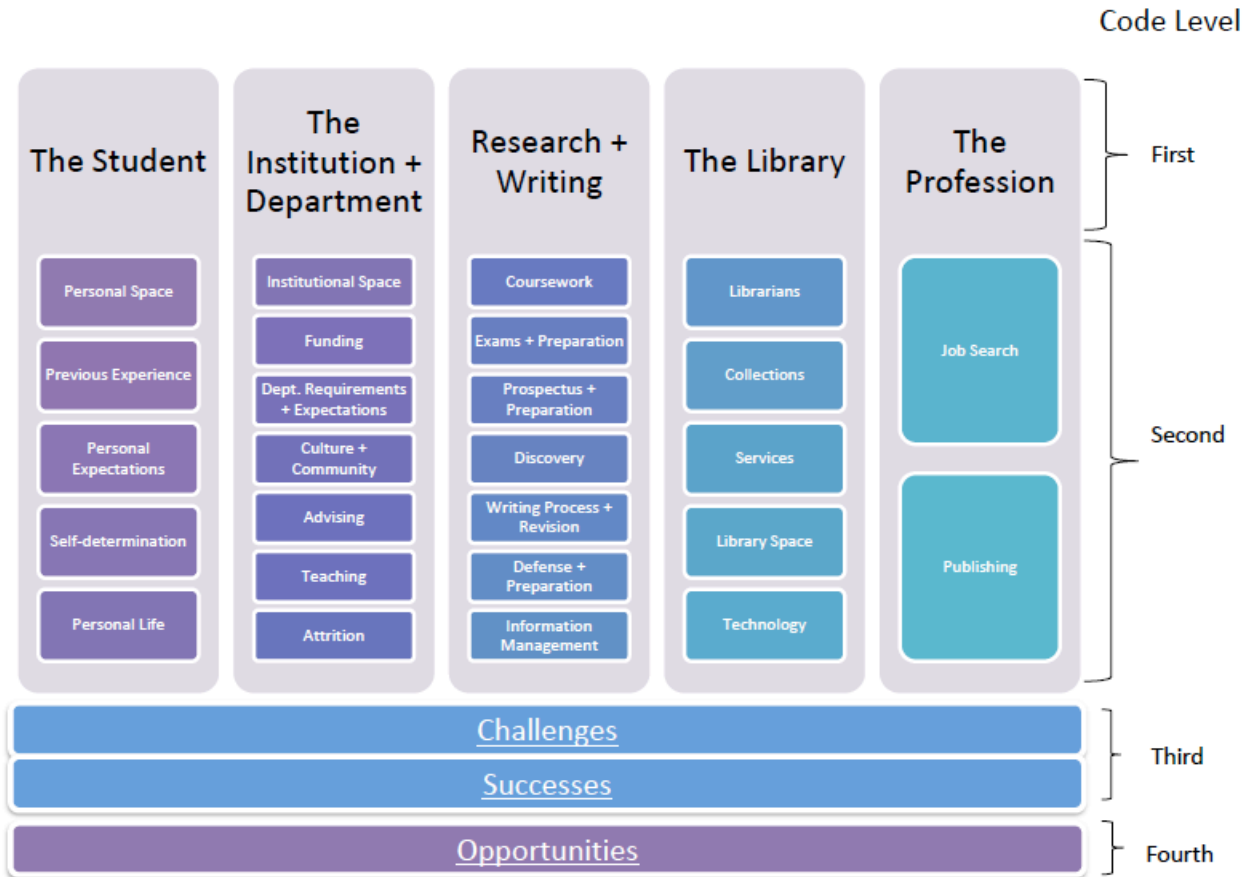 Code Level
The Student
Personal Space
Previous Experience
Personal
Expectations
Self-determination
Personal Life
The
Institution +
Department
Institutional Space
Funding
Dept. Requirements
+ Expectations
Culture +
Community
Advising
Teaching
Attrition
Research +
Writing
Coursework
Exams + Preparation
Prospectus +
Preparation
Discovery
Writing Process +
Revision
Defense +
Preparation
Information
Management
The Library
Librarians
Collections
Services
Library Space
Technology
The
Profession
Job Search
Publishing
First
Second
Challenges
Successes
Third
Opportunities
Fourth